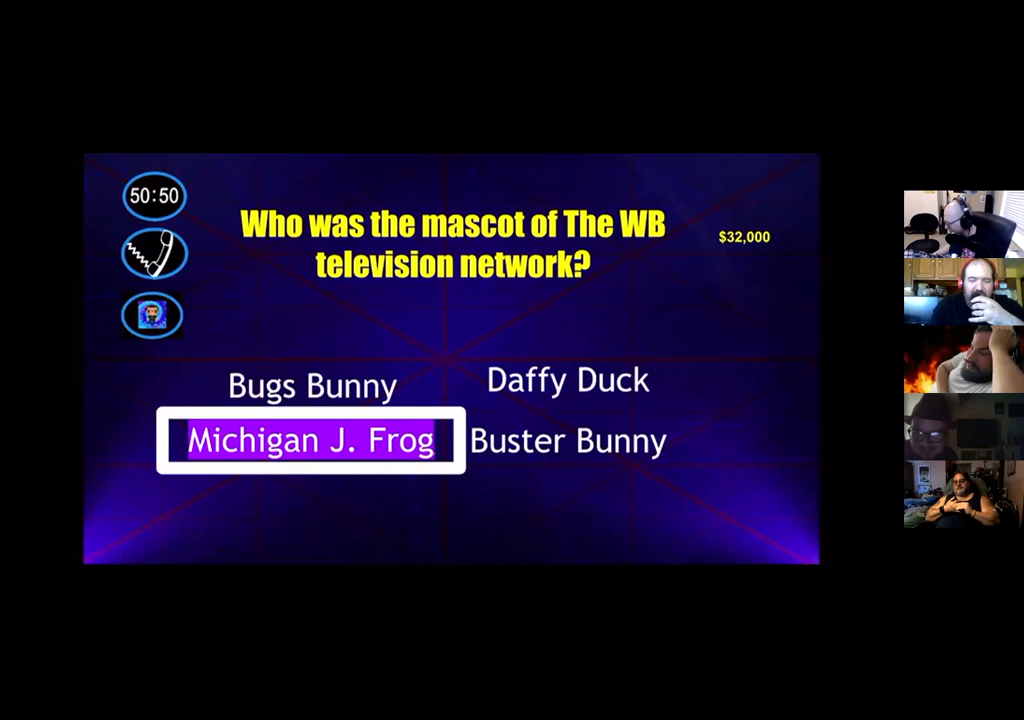 50:50
Who was the mascot of The WB
television network?
$32,000
Bugs Bunny
Daffy Duck
Michigan J. Frog
Buster Bunny